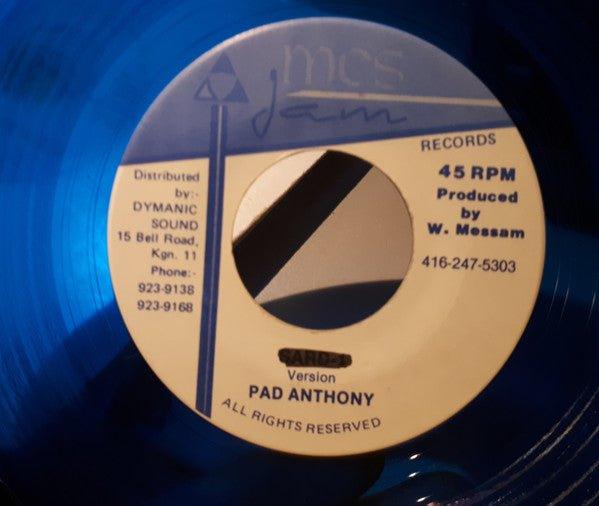 mcs
Jam
RECORDS
45 RPM
Produced
by
W. Messam
416-247-5303
Distributed
by:-
DYMANIC
SOUND
15 Bell Road,
Kgn. 11
Phone:-
923-9138
923-9168
Version
PAD ANTHONY
ALL RIGHTS RESERVED